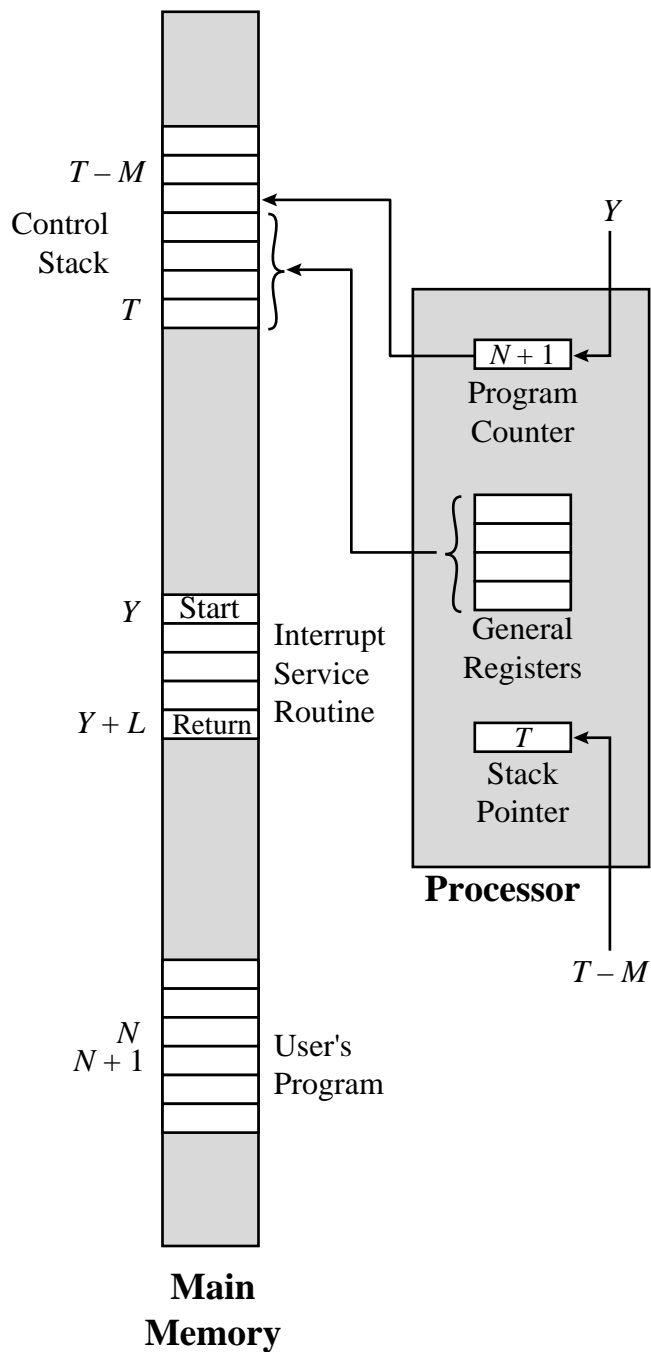 T – M
Control
Stack
T
Y
N + 1
Program
Counter
General
Registers
T
Stack
Pointer
Processor
T – M
Y
Start
Interrupt
Service
Routine
Y + L
Return
N
N + 1
User's
Program
Main
Memory